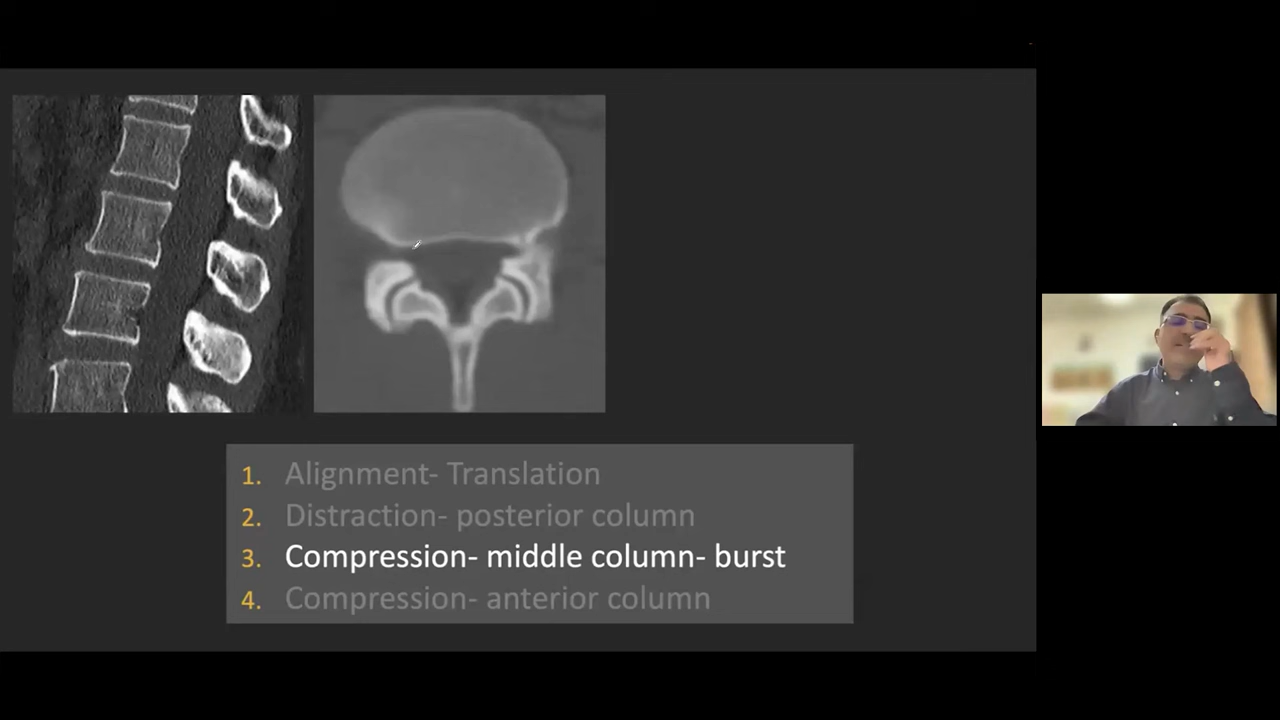 1. Alignment- Translation
2. Distraction- posterior column
3. Compression- middle column- burst
4. Compression- anterior column